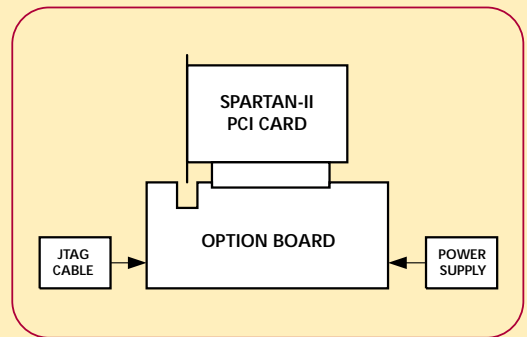 SPARTAN-II
PCI CARD
OPTION BOARD
JTAG
CABLE
POWER
SUPPLY